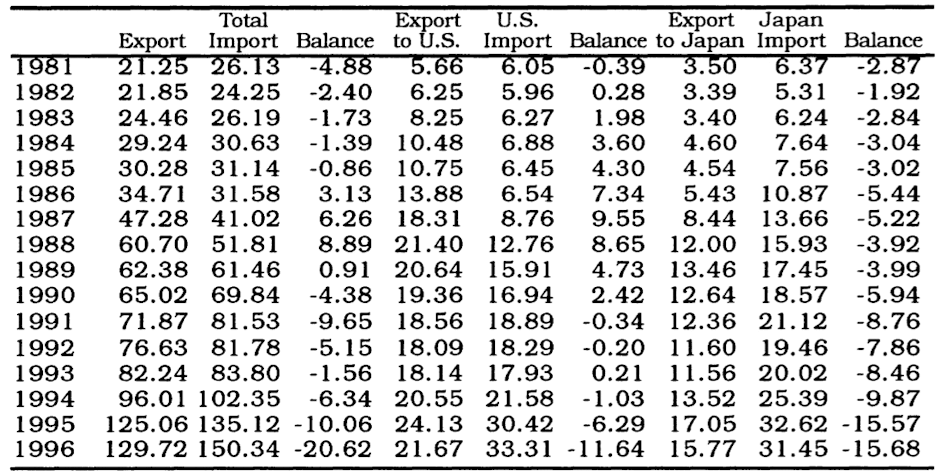 Total Export U.S. Export Japan
Export Import Balance to U.S. Import Balance to Japan Import Balance
1981 21.25 26.13 -4.88 5.66 6.05 -0.39 3.50 6.37 -2.87
1982 21.85 24.25 -2.40 6.25 5.96 0.28 3.39 5.31 -1.92
1983 24.46 26.19 -1.73 8.25 6.27 1.98 3.40 6.24 -2.84
1984 29.24 30.63 -1.39 10.48 6.88 3.60 4.60 7.64 -3.04
1985 30.28 31.14 -0.86 10.75 6.45 4.30 4.54 7.56 -3.02
1986 34.71 31.58 3.13 13.88 6.54 7.34 5.43 10.87 -5.44
1987 47.28 41.02 6.26 18.31 8.76 9.55 8.44 13.66 -5.22
1988 60.70 51.81 8.89 21.40 12.76 8.65 12.00 15.93 -3.92
1989 62.38 61.46 0.91 20.64 15.91 4.73 13.46 17.45 -3.99
1990 65.02 69.84 -4.38 19.36 16.94 2.42 12.64 18.57 -5.94
1991 71.87 81.53 -9.65 18.56 18.89 -0.34 12.36 21.12 -8.76
1992 76.63 81.78 -5.15 18.09 18.29 -0.20 11.60 19.46 -7.86
1993 82.24 83.80 -1.56 18.14 17.93 0.21 11.56 20.02 -8.46
1994 96.01 102.35 -6.34 20.55 21.58 -1.03 13.52 25.39 -9.87
1995 125.06 135.12 -10.06 24.13 30.42 -6.29 17.05 32.62 -15.57
1996 129.72 150.34 -20.62 21.67 33.31 -11.64 15.77 31.45 -15.68